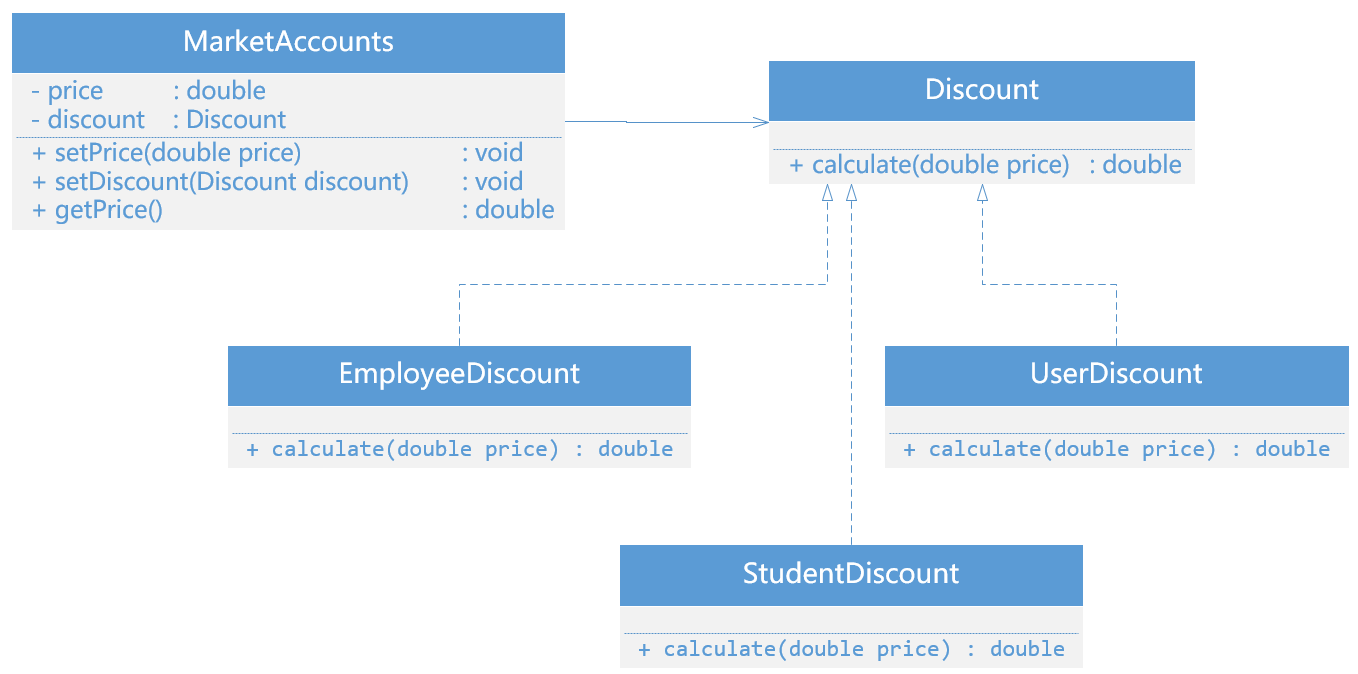 MarketAccounts
- price : double
- discount : Discount
+ setPrice(double price) : void
+ setDiscount(Discount discount) : void
+ getPrice() : double
Discount
+ calculate(double price) : double
EmployeeDiscount
+ calculate(double price) : double
UserDiscount
+ calculate(double price) : double
StudentDiscount
+ calculate(double price) : double